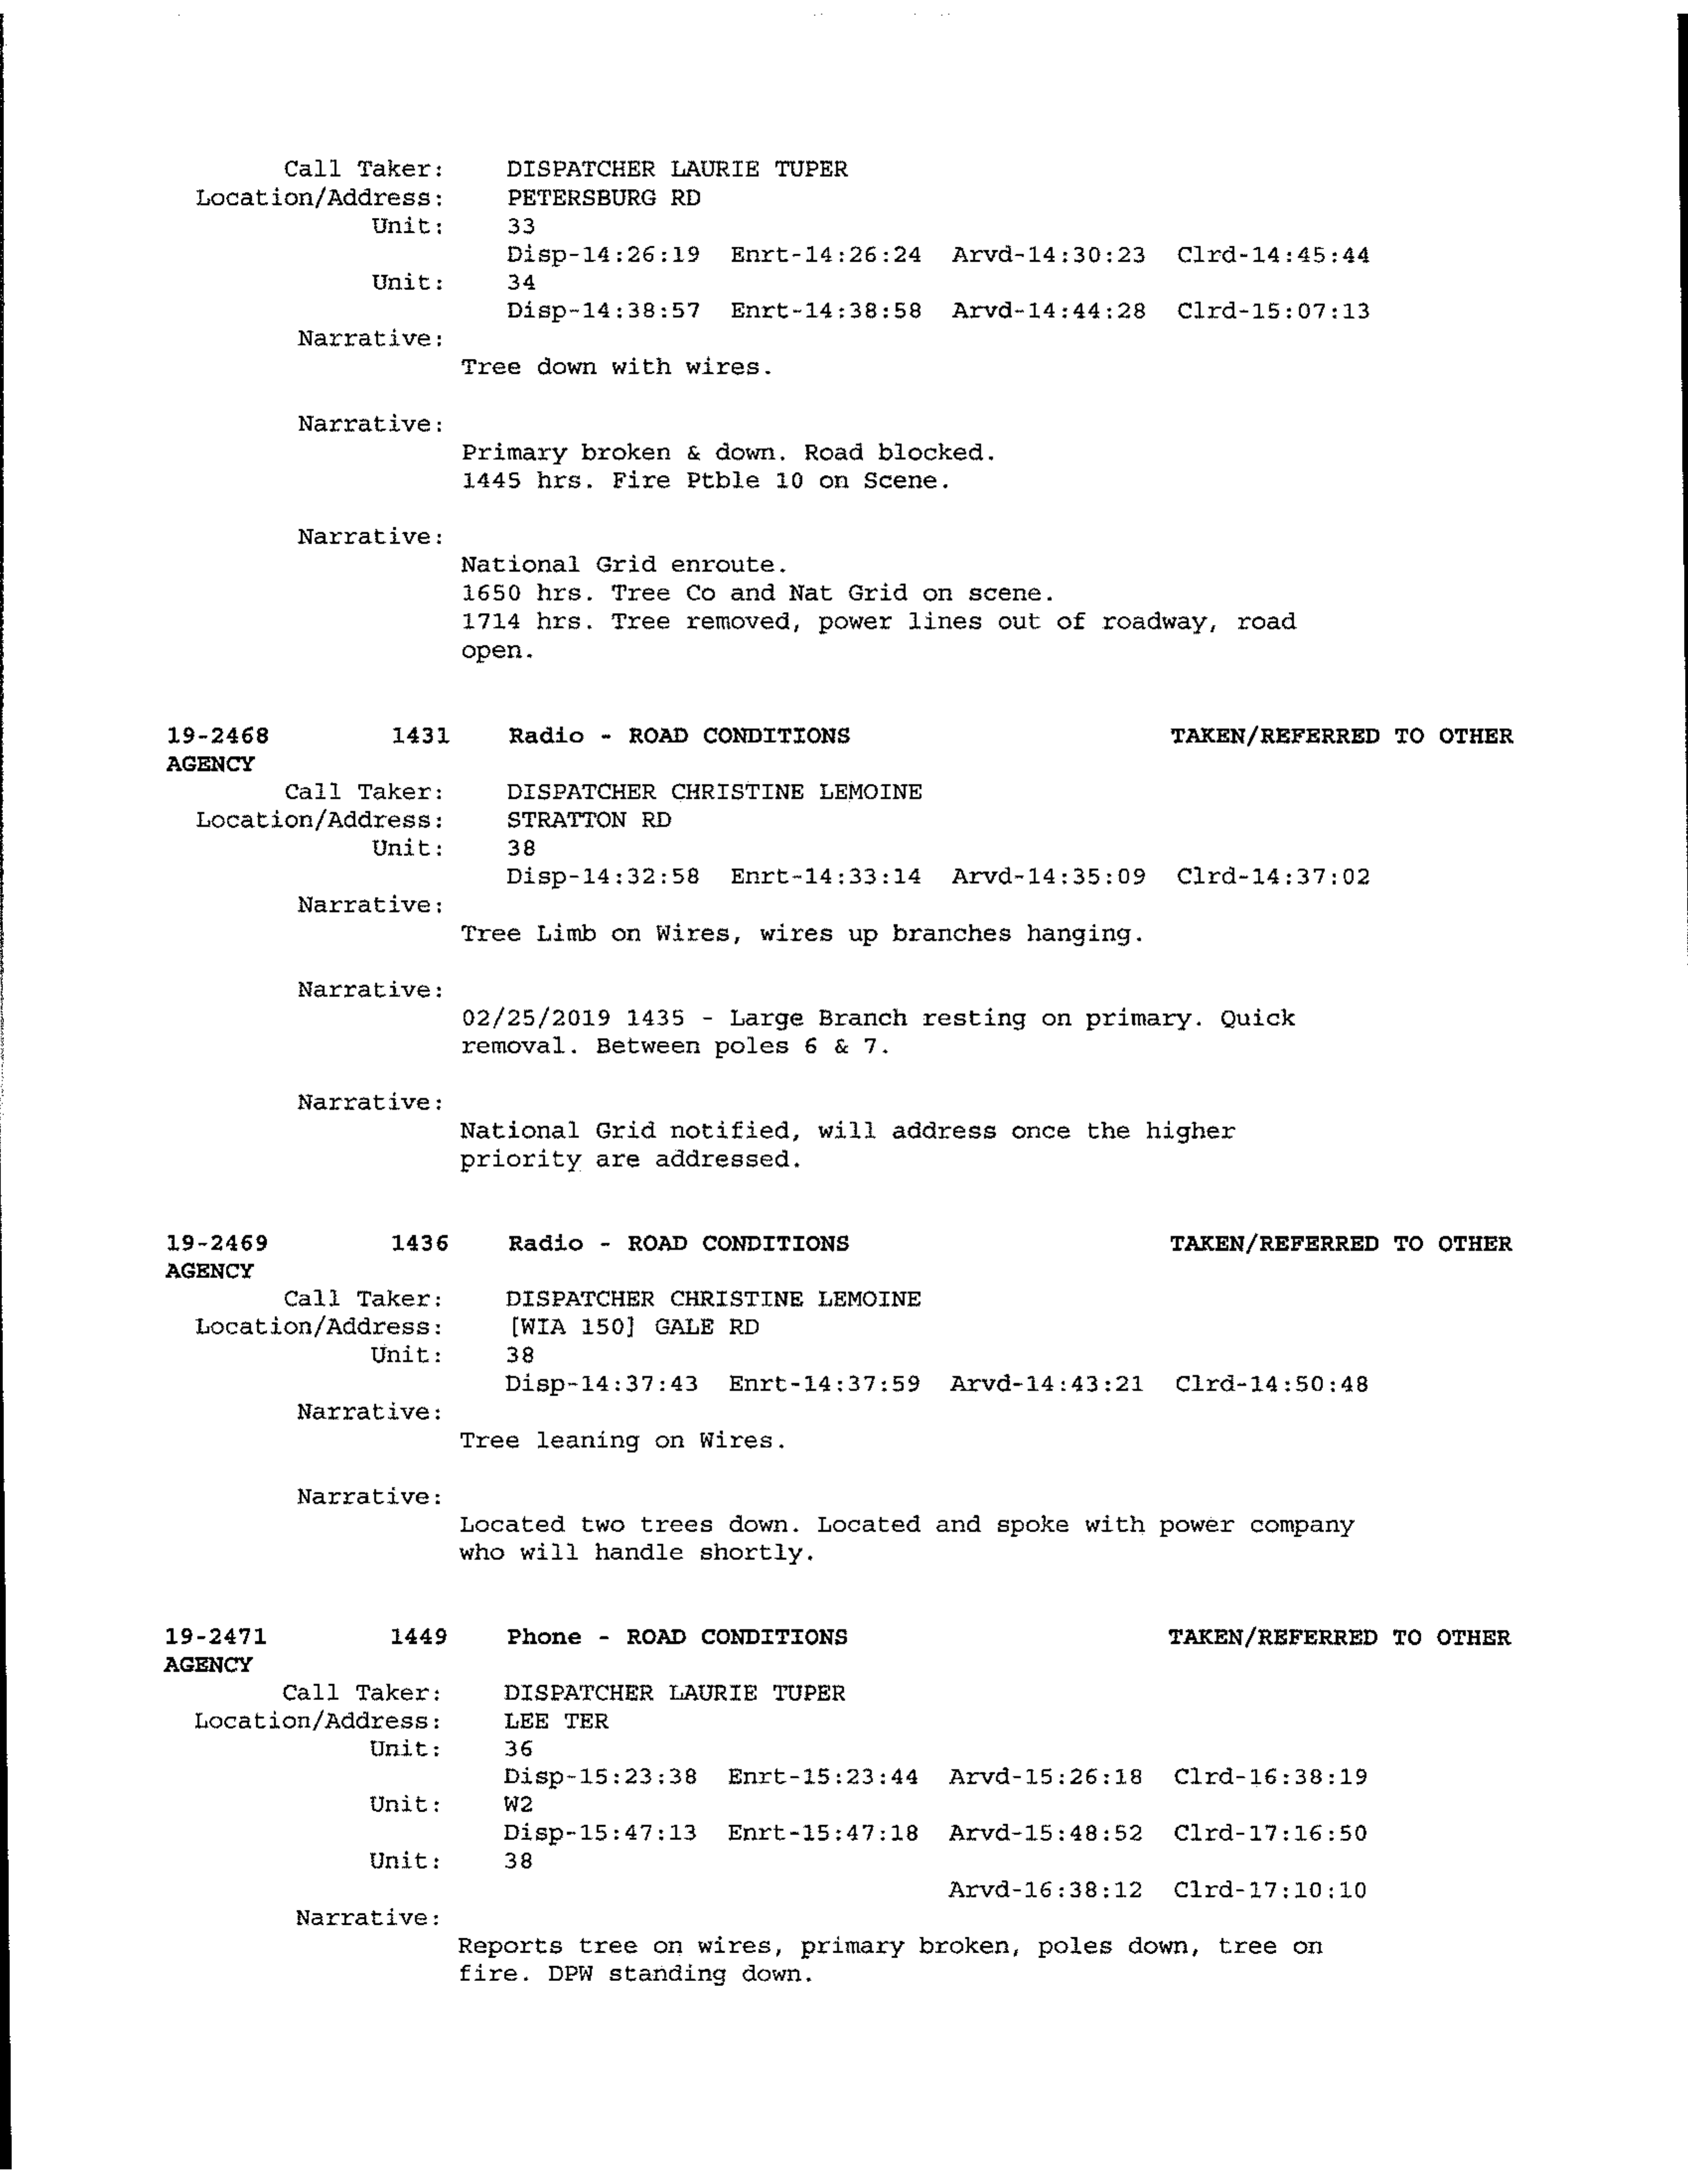 Call Taker: DISPATCHER LAURIE TUPER
Location/Address: PETERSBURG RD
Unit: 33
Disp-14:26:19 Enrt-14:26:24 Arvd-14:30:23 Clrd-14:45:44
Unit: 34
Disp-14:38:57 Enrt-14:38:58 Arvd-14:44:28 Clrd-15:07:13
Narrative:
Tree down with wires.
Narrative:
Primary broken & down. Road blocked.
1445 hrs. Fire Ptble 10 on Scene.
Narrative:
National Grid enroute.
1650 hrs. Tree Co and Nat Grid on scene.
1714 hrs. Tree removed, power lines out of roadway, road
open.
19-2468 1431 Radio - ROAD CONDITIONS TAKEN/REFERRED TO OTHER
AGENCY
Call Taker: DISPATCHER CHRISTINE LEMOINE
Location/Address: STRATTON RD
Unit: 38
Disp-14:32:58 Enrt-14:33:14 Arvd-14:35:09 Clrd-14:37:02
Narrative:
Tree Limb on Wires, wires up branches hanging.
Narrative:
02/25/2019 1435 - Large Branch resting on primary. Quick
removal. Between poles 6 & 7.
Narrative:
National Grid notified, will address once the higher
priority are addressed.
19-2469 1436 Radio - ROAD CONDITIONS TAKEN/REFERRED TO OTHER
AGENCY
Call Taker: DISPATCHER CHRISTINE LEMOINE
Location/Address: [WIA 150] GALE RD
Unit: 38
Disp-14:37:43 Enrt-14:37:59 Arvd-14:43:21 Clrd-14:50:48
Narrative:
Tree leaning on Wires.
Narrative:
Located two trees down. Located and spoke with power company
who will handle shortly.
19-2471 1449 Phone - ROAD CONDITIONS TAKEN/REFERRED TO OTHER
AGENCY
Call Taker: DISPATCHER LAURIE TUPER
Location/Address: LEE TER
Unit: 36
Disp-15:23:38 Enrt-15:23:44 Arvd-15:26:18 Clrd-16:38:19
Unit: W2
Disp-15:47:13 Enrt-15:47:18 Arvd-15:48:52 Clrd-17:16:50
Unit: 38
Arvd-16:38:12 Clrd-17:10:10
Narrative:
Reports tree on wires, primary broken, poles down, tree on
fire. DPW standing down.